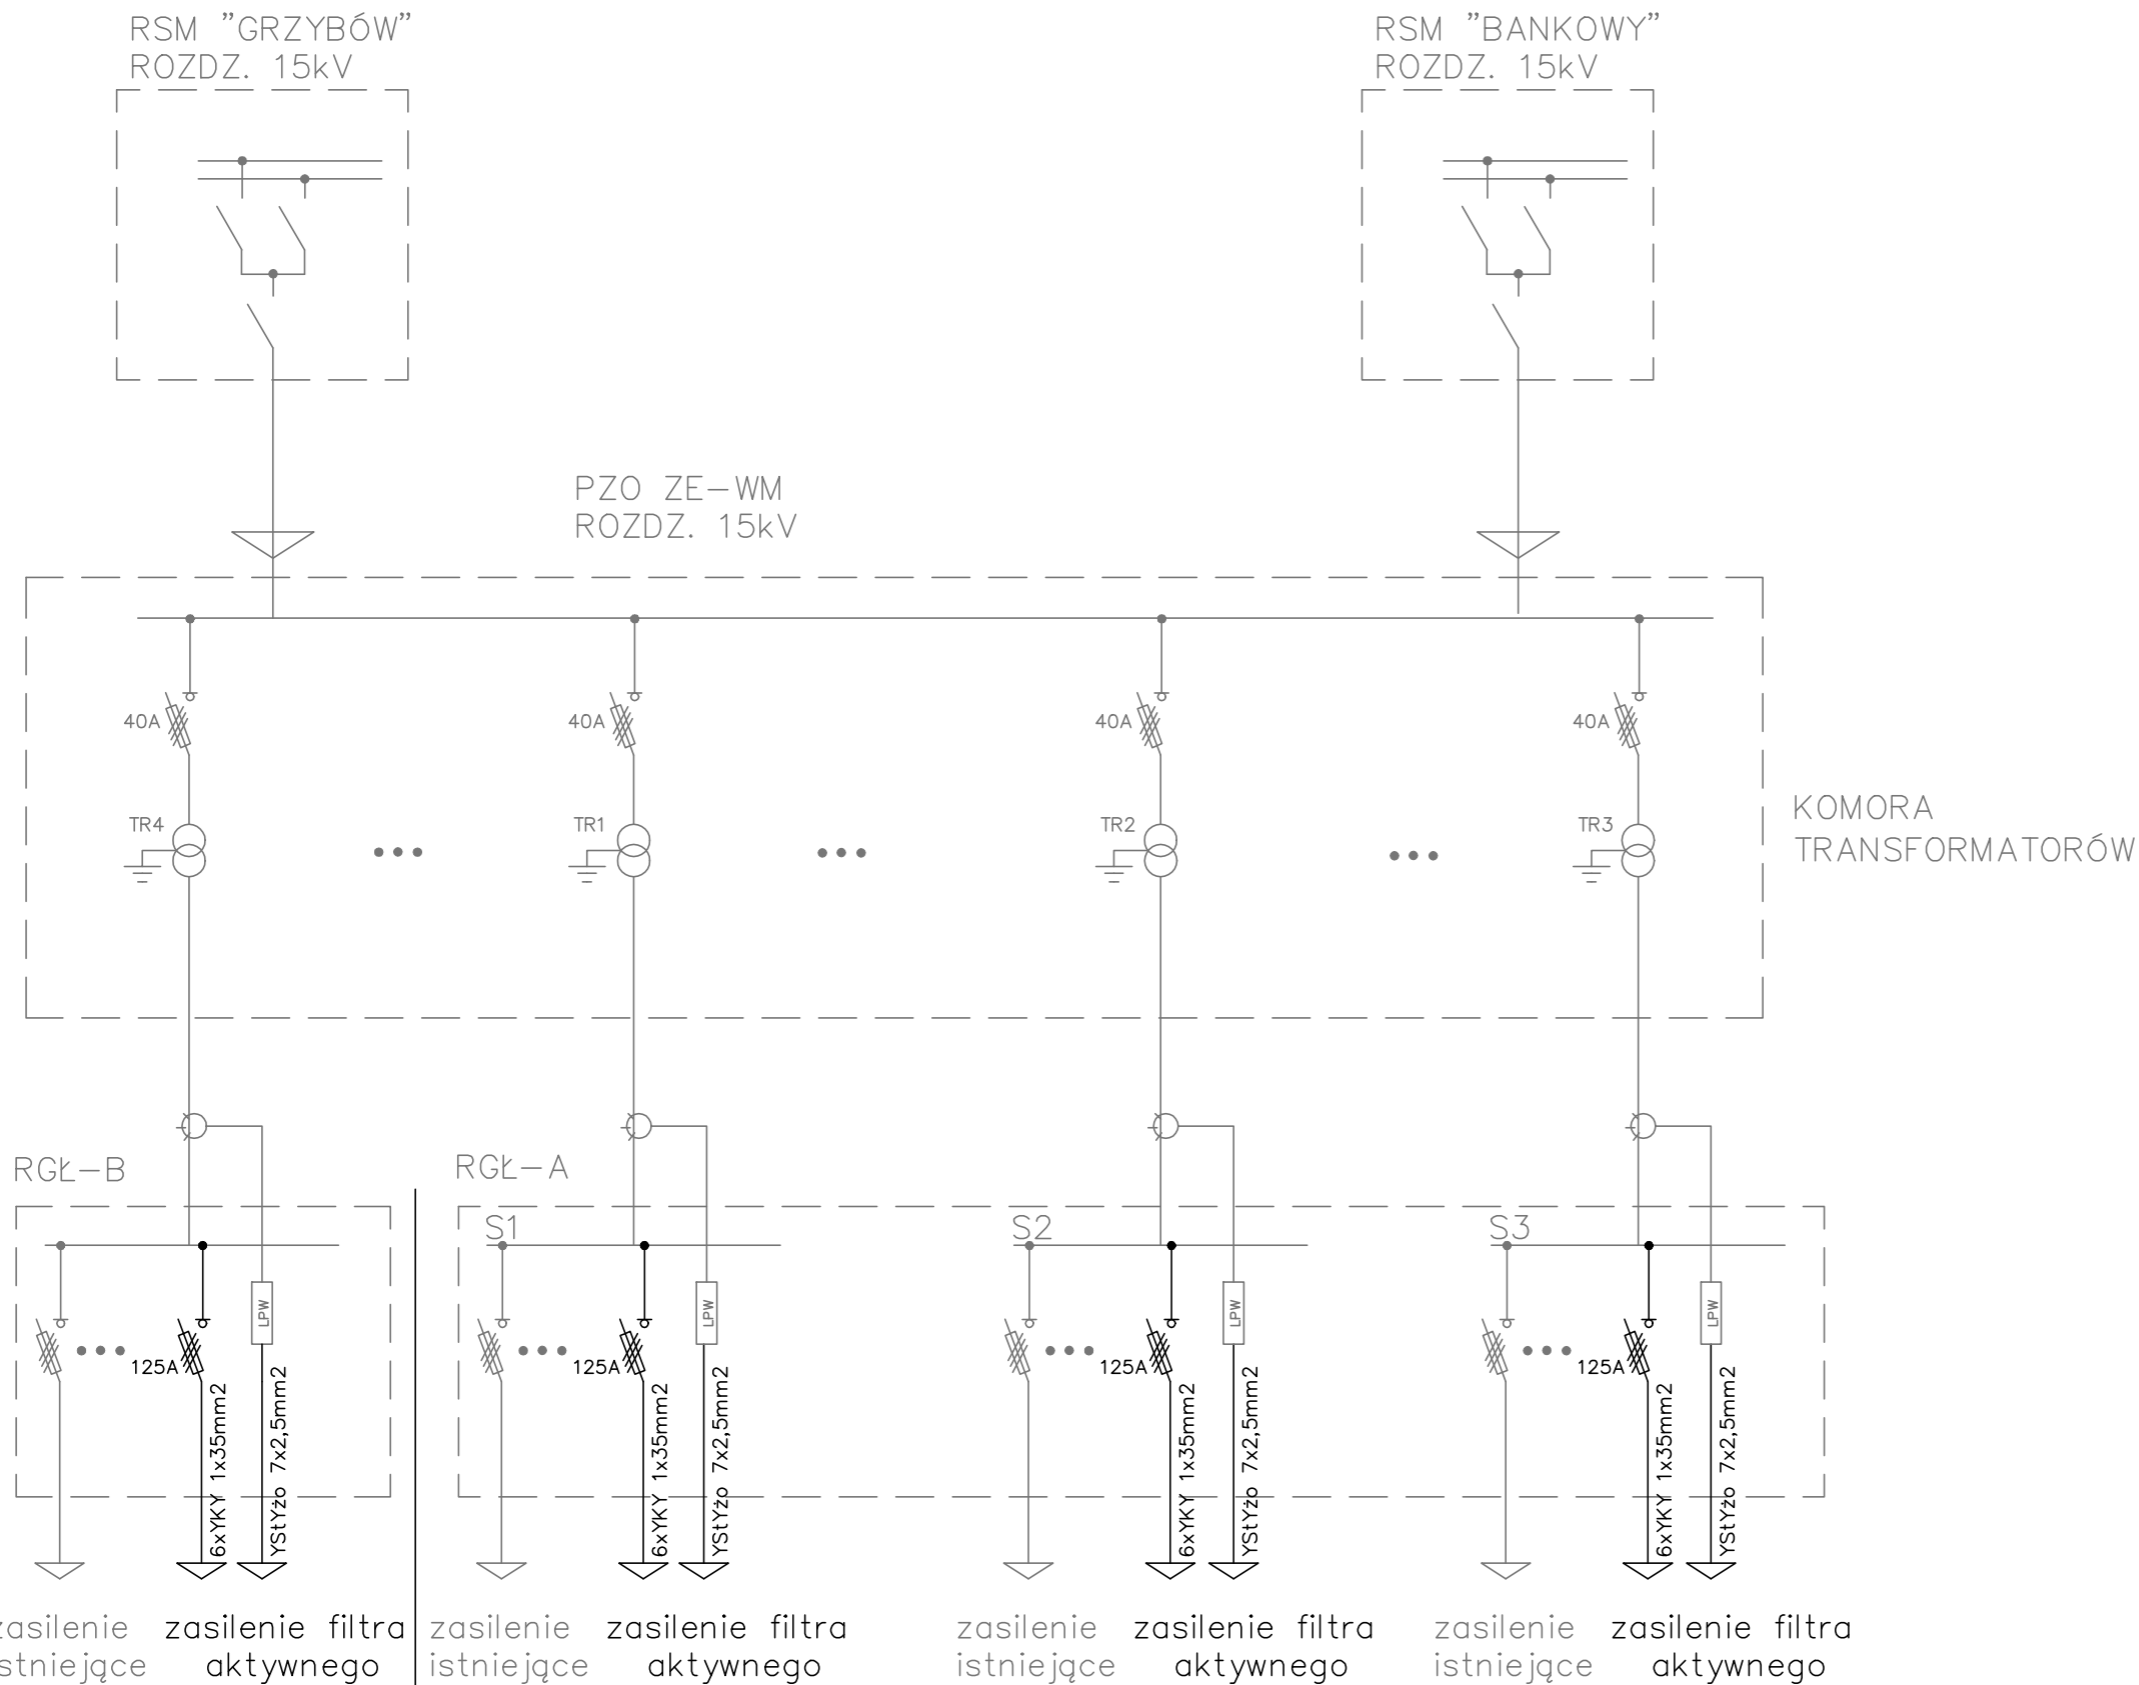 RSM "GRZYBÓW"
ROZDZ. 15kV
RSM "BANKOWY"
ROZDZ. 15kV
PZO ZE-WM
ROZDZ. 15kV
40A
40A
40A
40A
TR4
TR1
TR2
TR3
KOMORA
TRANSFORMATORÓW
RGŁ-B
RGŁ-A
S1
S2
S3
LPW
LPW
LPW
LPW
125A
125A
125A
125A
6xYKY 1x35mm2
YStYżo 7x2,5mm2
6xYKY 1x35mm2
YStYżo 7x2,5mm2
6xYKY 1x35mm2
YStYżo 7x2,5mm2
6xYKY 1x35mm2
YStYżo 7x2,5mm2
zasilenie
istniejące
zasilenie filtra
aktywnego
zasilenie
istniejące
zasilenie filtra
aktywnego
zasilenie
istniejące
zasilenie filtra
aktywnego
zasilenie
istniejące
zasilenie filtra
aktywnego